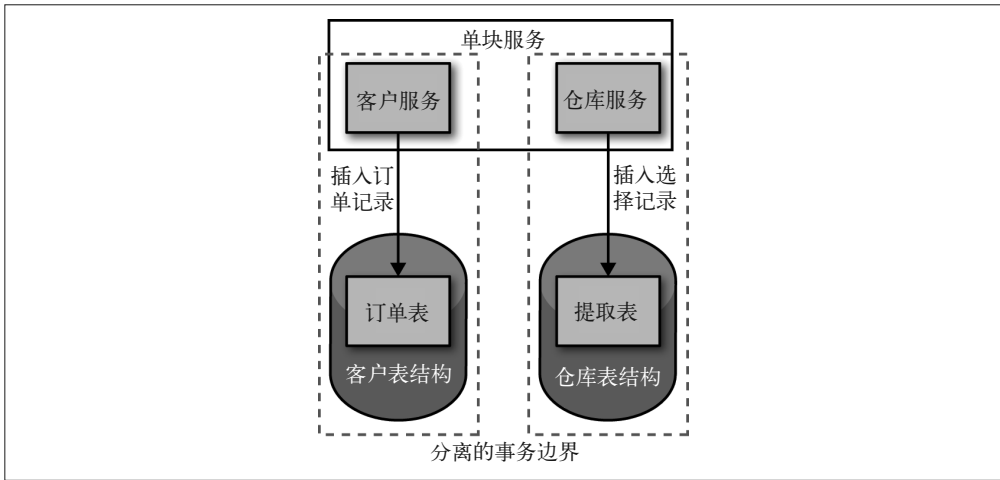 单块服务
客户服务
仓库服务
插入订
单记录
插入选
择记录
订单表
提取表
客户表结构
仓库表结构
分离的事务边界